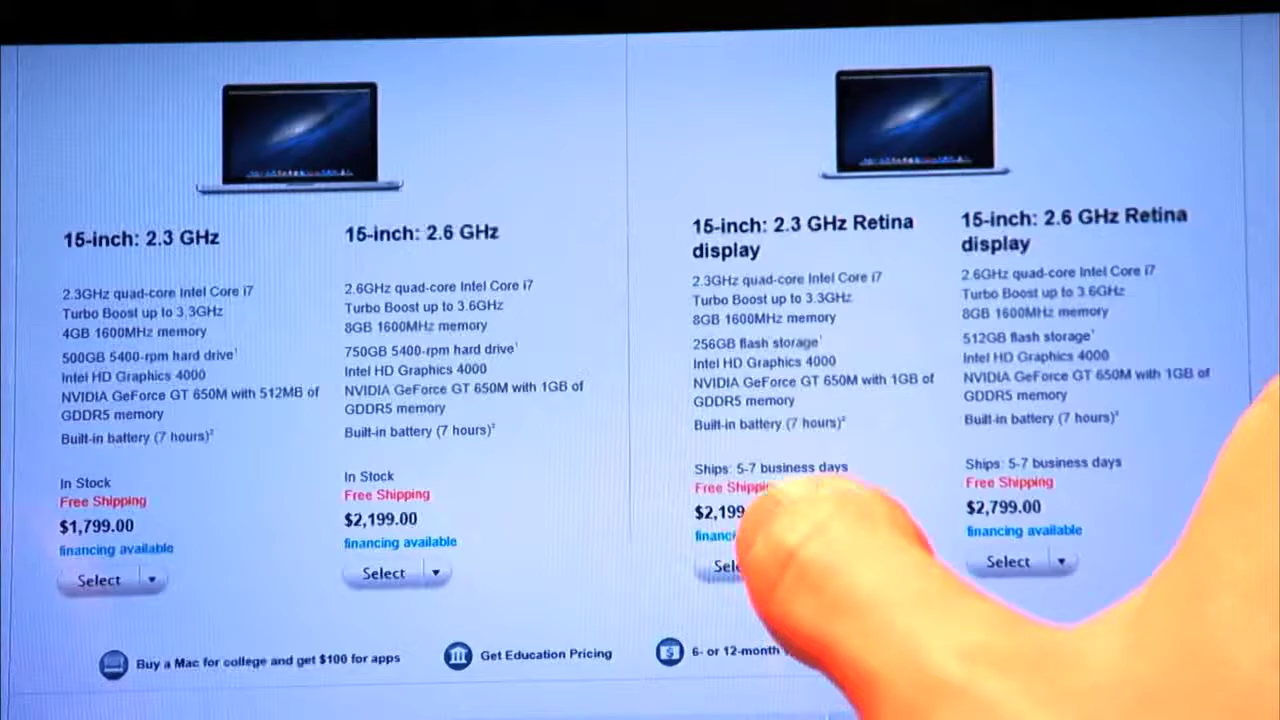 15-inch: 2.3 GHz
2.3GHz quad-core Intel Core i7
Turbo Boost up to 3.3GHz
4GB 1600MHz memory
500GB 5400-rpm hard drive¹
Intel HD Graphics 4000
NVIDIA GeForce GT 650M with 512MB of
GDDR5 memory
Built-in battery (7 hours)²
In Stock
Free Shipping
$1,799.00
financing available
Select
15-inch: 2.6 GHz
2.6GHz quad-core Intel Core i7
Turbo Boost up to 3.6GHz
8GB 1600MHz memory
750GB 5400-rpm hard drive¹
Intel HD Graphics 4000
NVIDIA GeForce GT 650M with 1GB of
GDDR5 memory
Built-in battery (7 hours)²
In Stock
Free Shipping
$2,199.00
financing available
Select
15-inch: 2.3 GHz Retina
display
2.3GHz quad-core Intel Core i7
Turbo Boost up to 3.3GHz
8GB 1600MHz memory
256GB flash storage¹
Intel HD Graphics 4000
NVIDIA GeForce GT 650M with 1GB of
GDDR5 memory
Built-in battery (7 hours)²
Ships: 5-7 business days
Free
$2,199
15-inch: 2.6 GHz Retina
display
2.6GHz quad-core Intel Core i7
Turbo Boost up to 3.6GHz
8GB 1600MHz memory
512GB flash storage¹
Intel HD Graphics 4000
NVIDIA GeForce GT 650M with 1GB of
GDDR5 memory
Built-in battery (7 hours)²
Ships: 5-7 business days
Free Shipping
$2,799.00
financing available
Select
Buy a Mac for college and get $100 for apps
Get Education Pricing
6- or 12-month